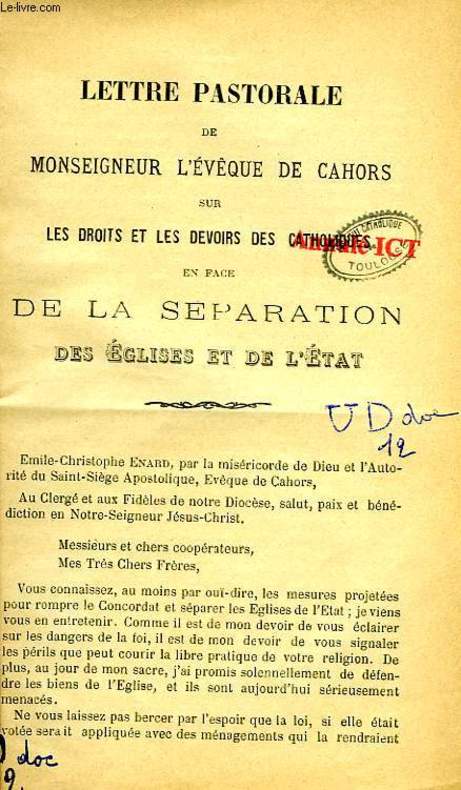 Le-livre.com
LETTRE PASTORALE
DE
MONSEIGNEUR L'ÉVÊQUE DE CAHORS
SUR
LES DROITS ET LES DEVOIRS DES CATHOLIQUES
CATHOLIQUE
ICT
TOULOUSE
EN FACE
DE LA SEPARATION
DES ÉGLISES ET DE L'ÉTAT
U D doc
12
Emile-Christophe ENARD, par la miséricorde de Dieu et l'Auto-
rité du Saint-Siège Apostolique, Evêque de Cahors,
Au Clergé et aux Fidèles de notre Diocèse, salut, paix et béné-
diction en Notre-Seigneur Jésus-Christ.
Messieurs et chers coopérateurs,
Mes Très Chers Frères,
Vous connaissez, au moins par ouï-dire, les mesures projetées
pour rompre le Concordat et séparer les Eglises de l'Etat ; je viens
vous en entretenir. Comme il est de mon devoir de vous éclairer
sur les dangers de la foi, il est de mon devoir de vous signaler
les périls que peut courir la libre pratique de votre religion. De
plus, au jour de mon sacre, j'ai promis solennellement de défen-
dre les biens de l'Eglise, et ils sont aujourd'hui sérieusement
menacés.
Ne vous laissez pas bercer par l'espoir que la loi, si elle était
votée serait appliquée avec des ménagements qui la rendraient
doc